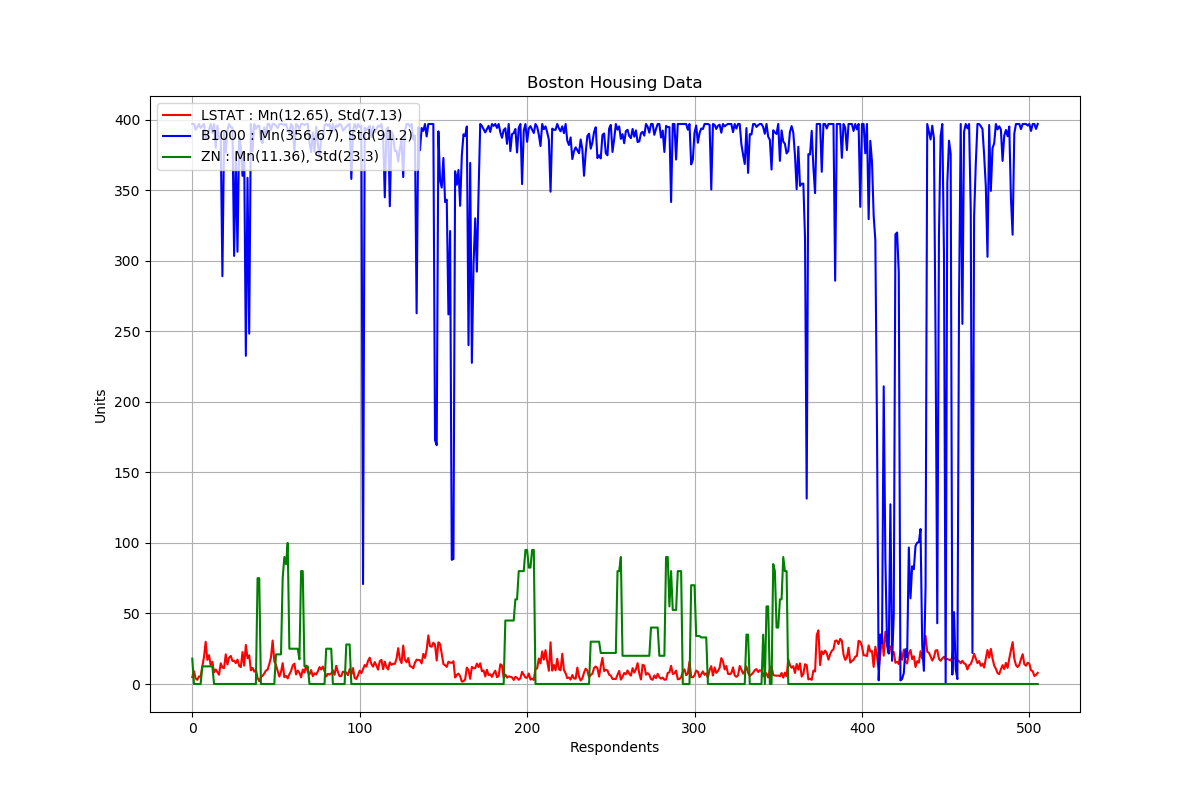 Boston Housing Data
LSTAT : Mn(12.65), Std(7.13)
B1000 : Mn(356.67), Std(91.2)
ZN : Mn(11.36), Std(23.3)
400
350
300
250
200
150
100
50
0
Units
0 100 200 300 400 500
Respondents